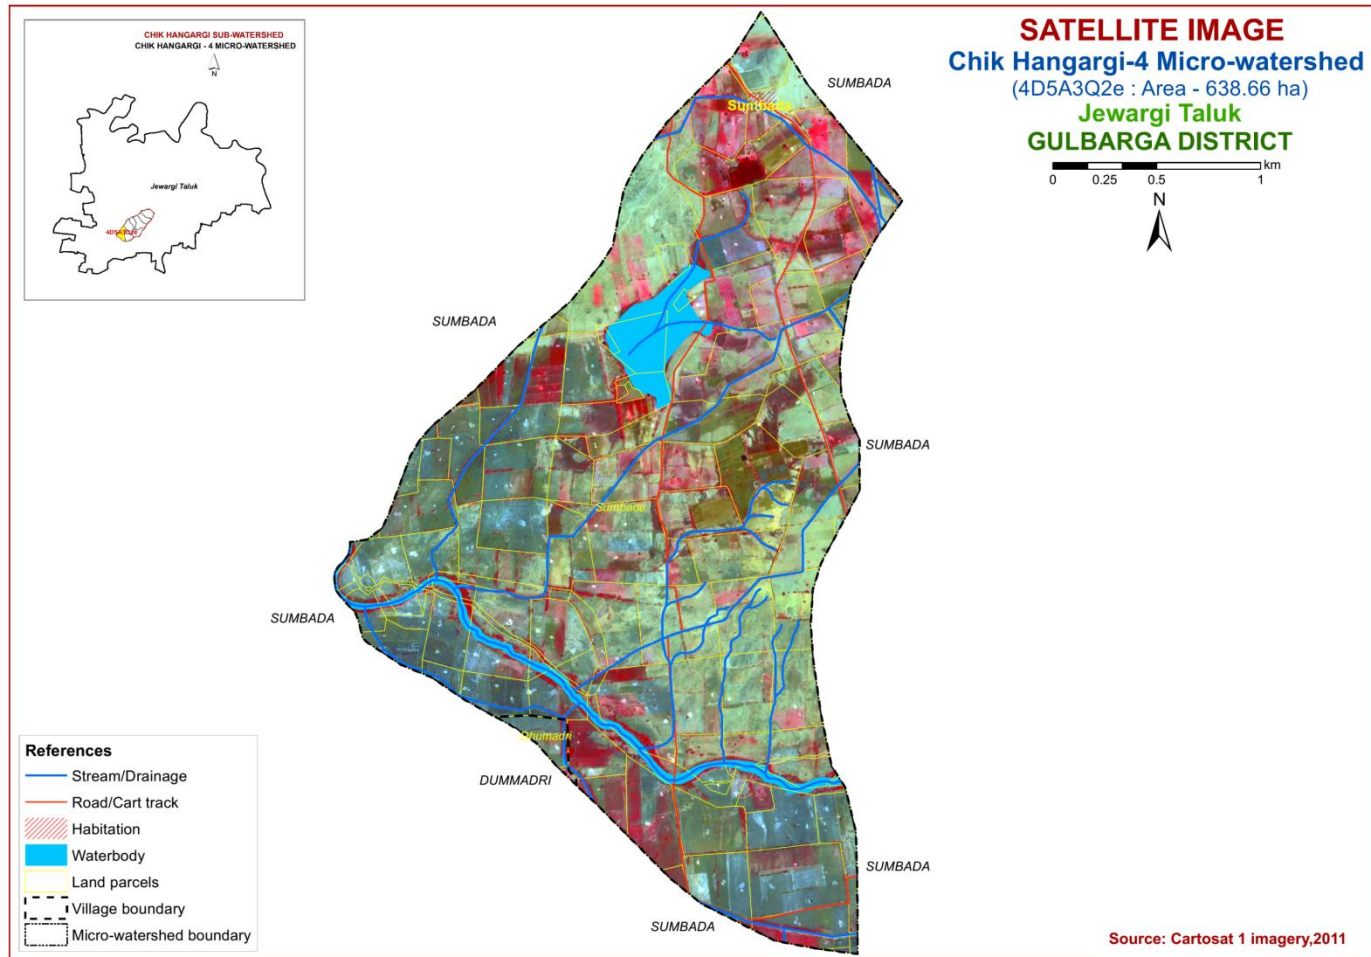 CHIK HANGARGI SUB-WATERSHED
CHIK HANGARGI - 4 MICRO-WATERSHED
N
Jewargi Taluk
SATELLITE IMAGE
Chik Hangargi-4 Micro-watershed
(4D5A3Q2e : Area - 638.66 ha)
Jewargi Taluk
GULBARGA DISTRICT
km
0 0.25 0.5 1
N
SUMBADA
Sumbada
SUMBADA
SUMBADA
Sumbada
SUMBADA
Dhumadri
DUMMADRI
SUMBADA
SUMBADA
References
Stream/Drainage
Road/Cart track
Habitation
Waterbody
Land parcels
Village boundary
Micro-watershed boundary
Source: Cartosat 1 imagery,2011